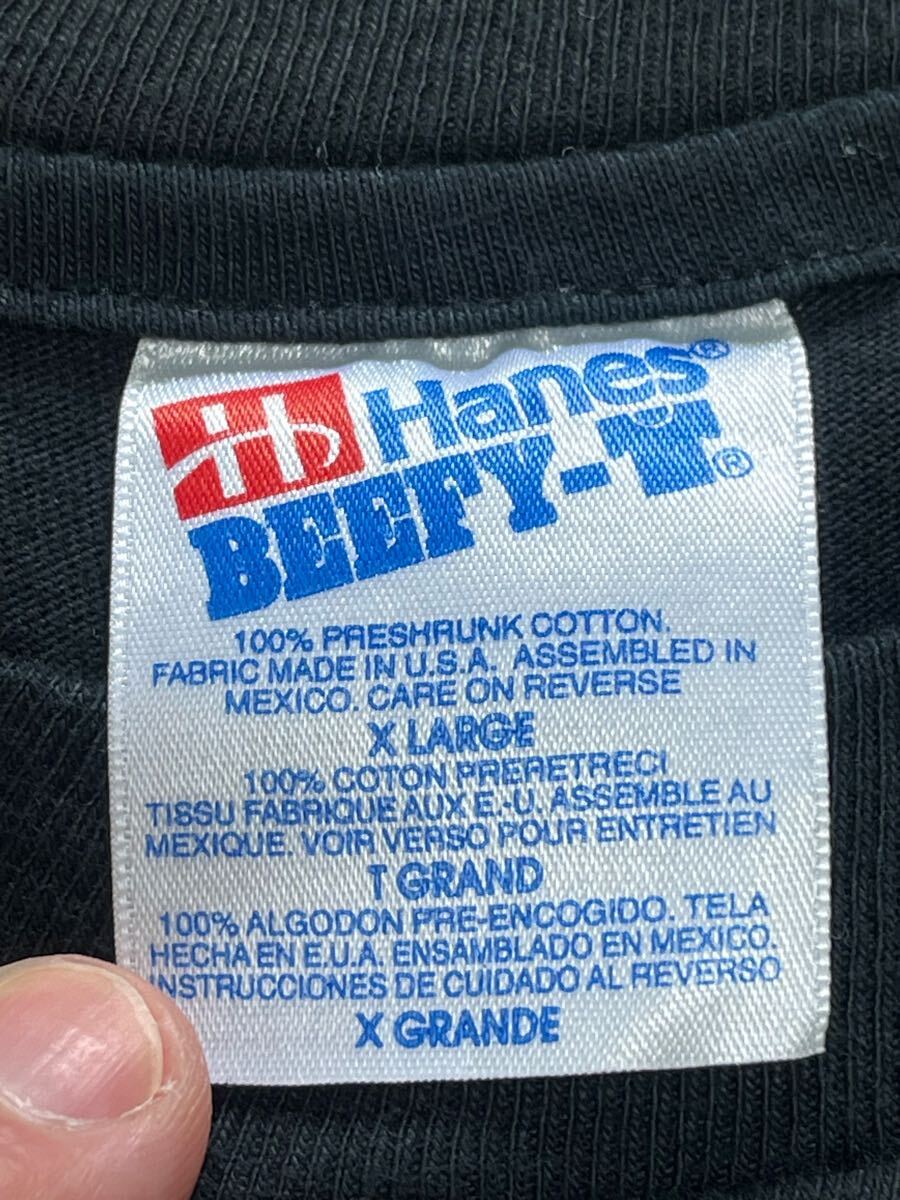 Hb Hanes®
BEEFY-T®
100% PRESHRUNK COTTON.
FABRIC MADE IN U.S.A. ASSEMBLED IN
MEXICO. CARE ON REVERSE
X LARGE
100% COTON PRERETRECI
TISSU FABRIQUE AUX E.-U. ASSEMBLE AU
MEXIQUE. VOIR VERSO POUR ENTRETIEN
T GRAND
100% ALGODON PRE-ENCOGIDO. TELA
HECHA EN E.U.A. ENSAMBLADO EN MEXICO.
INSTRUCCIONES DE CUIDADO AL REVERSO
X GRANDE